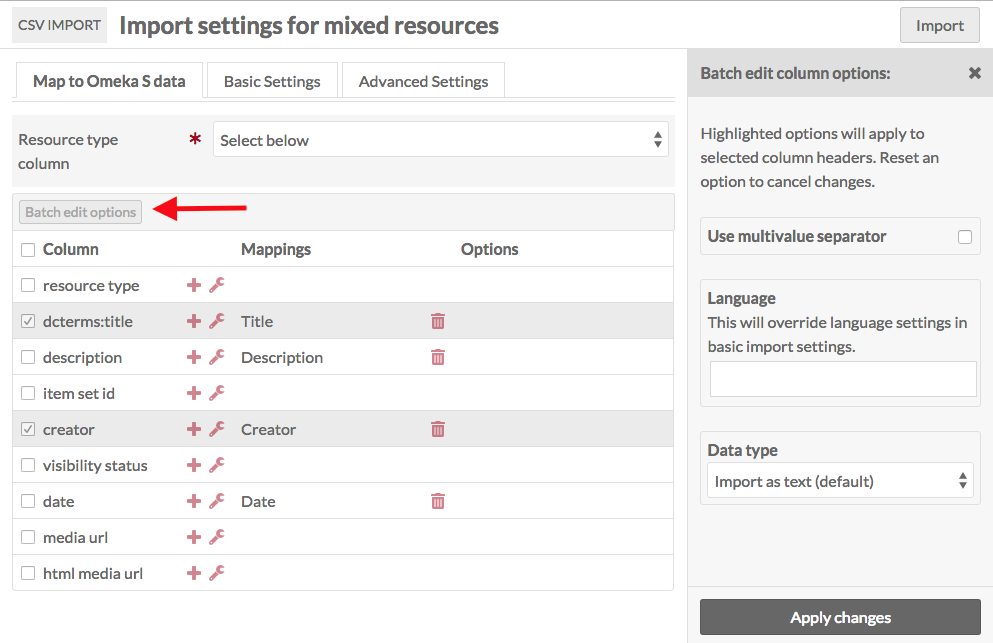 CSV IMPORT Import settings for mixed resources Import
Map to Omeka S data Basic Settings Advanced Settings
Resource type
column
* Select below
Batch edit options
Column Mappings Options
resource type
dcterms:title Title
description Description
item set id
creator Creator
visibility status
date Date
media url
html media url
Batch edit column options:
Highlighted options will apply to
selected column headers. Reset an
option to cancel changes.
Use multivalue separator
Language
This will override language settings in
basic import settings.
Data type
Import as text (default)
Apply changes